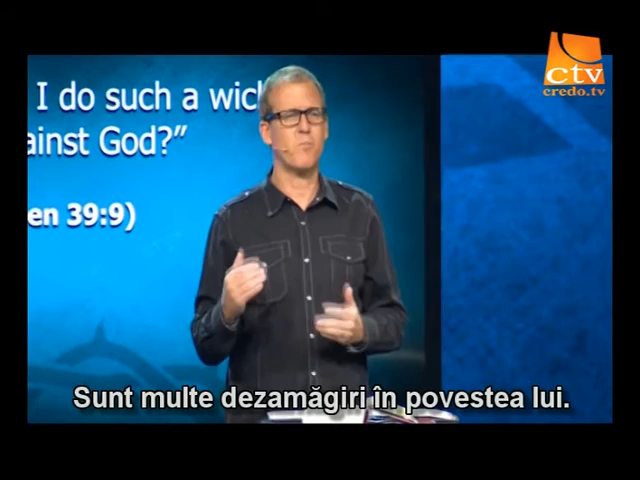 ctv
credo.tv
I do such a wic
ainst God?”
en 39:9)
Sunt multe dezamăgiri în povestea lui.